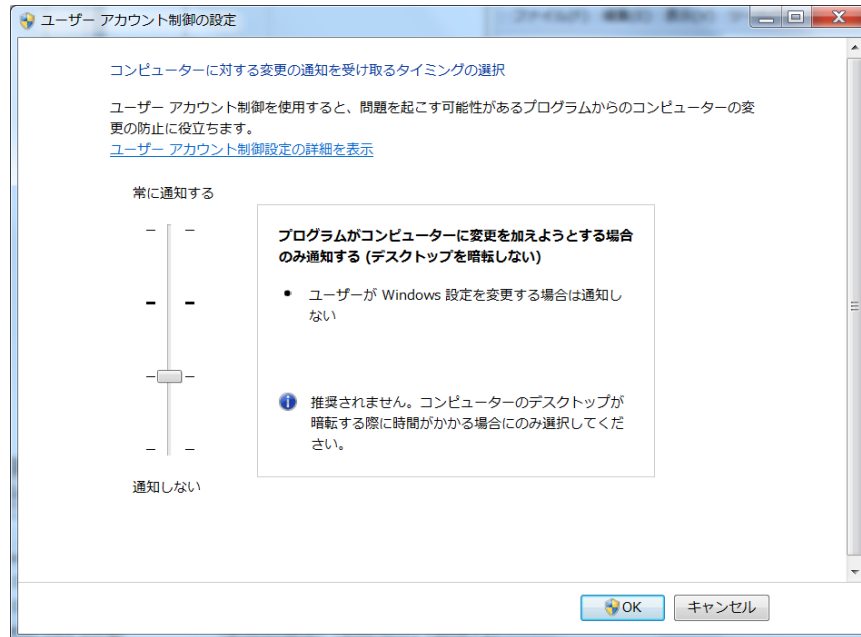 ユーザー アカウント制御の設定
コンピューターに対する変更の通知を受け取るタイミングの選択
ユーザー アカウント制御を使用すると、問題を起こす可能性があるプログラムからのコンピューターの変
更の防止に役立ちます。
ユーザー アカウント制御設定の詳細を表示
常に通知する
プログラムがコンピューターに変更を加えようとする場合
のみ通知する (デスクトップを暗転しない)
• ユーザーが Windows 設定を変更する場合は通知し
ない
推奨されません。コンピューターのデスクトップが
暗転する際に時間がかかる場合にのみ選択してくだ
さい。
通知しない
OK
キャンセル